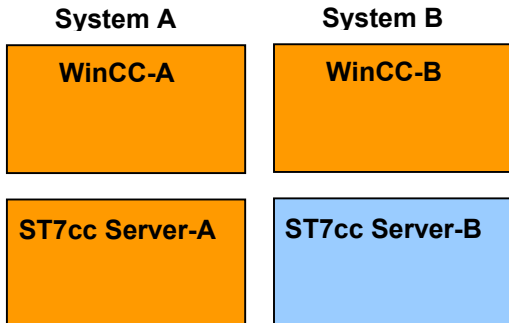 System A
System B
WinCC-A
WinCC-B
ST7cc Server-A
ST7cc Server-B